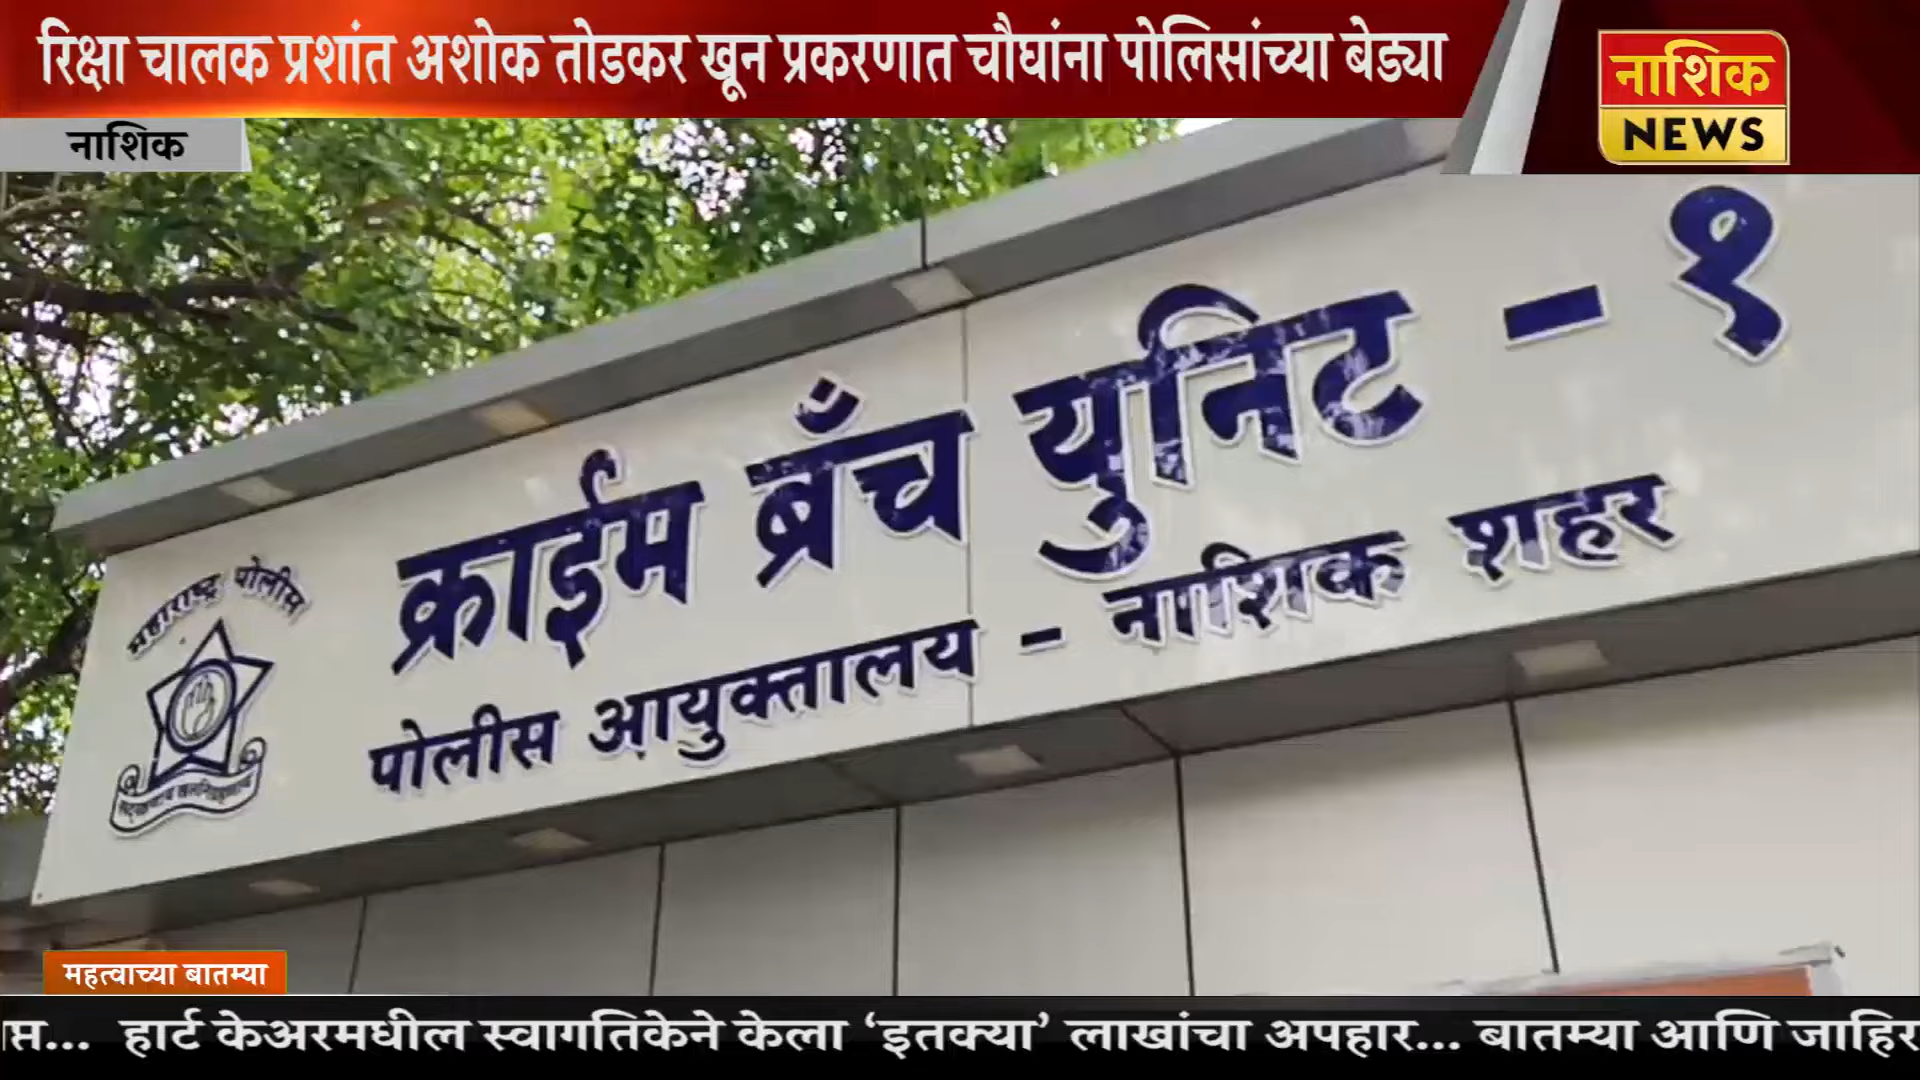 रिक्षा चालक प्रशांत अशोक तोडकर खून प्रकरणात चौघांना पोलिसांच्या बेड्या
नाशिक
NEWS
नाशिक
क्राईम ब्रँच युनिट - १
पोलीस आयुक्तालय - नाशिक शहर
महाराष्ट्र पोलीस
महत्वाच्या बातम्या
हार्ट केअरमधील स्वागतिकेने केला ‘इतक्या’ लाखांचा अपहार... बातम्या आणि जाहिर